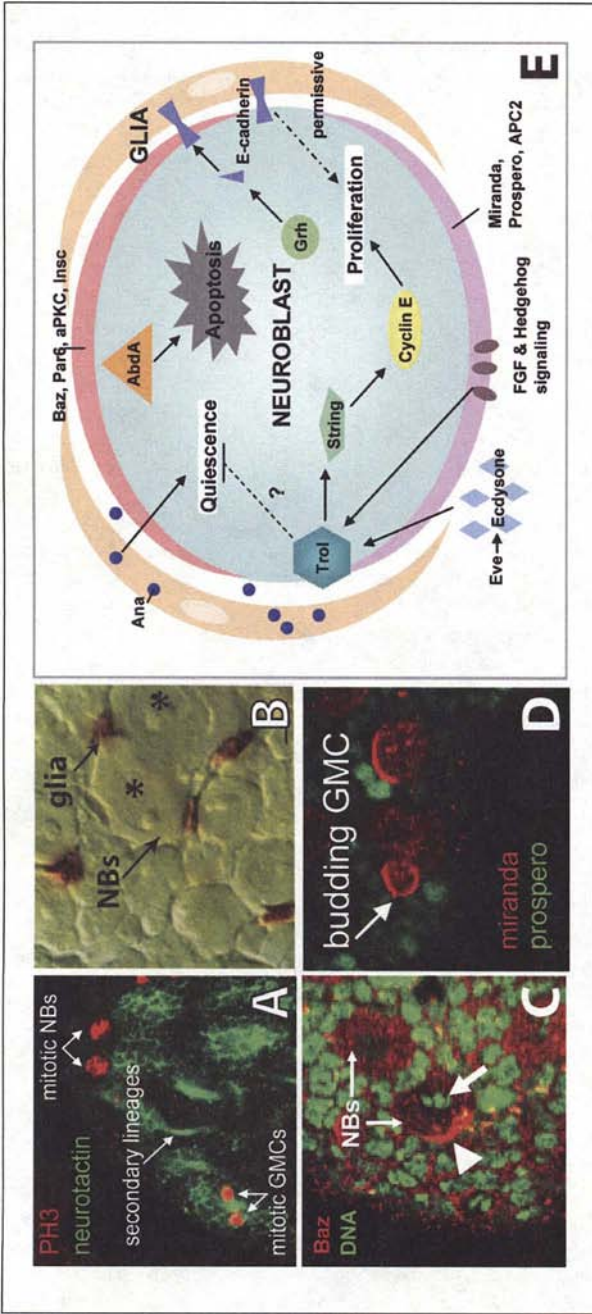 PH3
neurotactin
mitotic NBs
secondary lineages
mitotic GMCs
A
glia
NBs
*
*
B
Baz
DNA
NBs
C
budding GMC
miranda
prospero
D
Baz, Par6, aPKC, Insc
GLIA
Ana
AbdA
Apoptosis
E-cadherin
Quiescence
NEUROBLAST
Grh
permissive
?
Proliferation
Trol
String
Cyclin E
Miranda,
Prospero, APC2
Eve
Ecdysone
FGF & Hedgehog
signaling
E